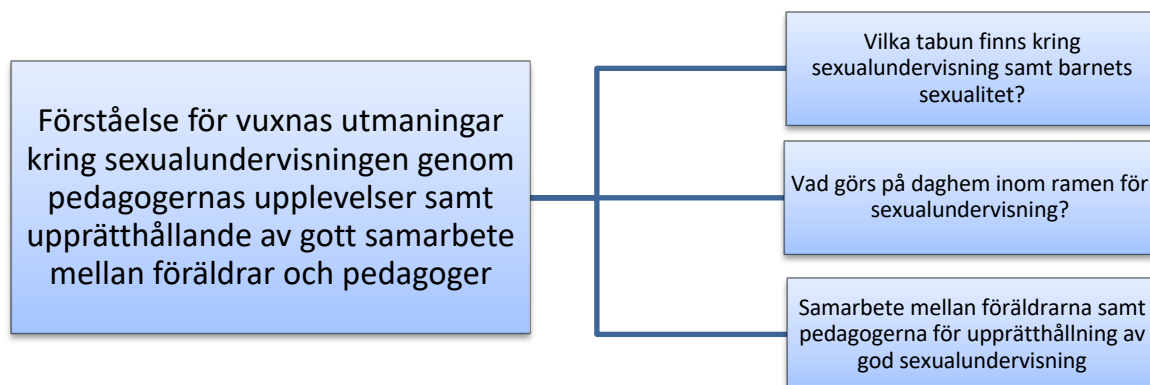 Förståelse för vuxnas utmaningar
kring sexualundervisningen genom
pedagogernas upplevelser samt
upprätthållande av gott samarbete
mellan föräldrar och pedagoger
Vilka tabun finns kring
sexualundervisning samt barnets
sexualitet?
Vad görs på daghem inom ramen för
sexualundervisning?
Samarbete mellan föräldrarna samt
pedagogerna för upprätthållning av
god sexualundervisning